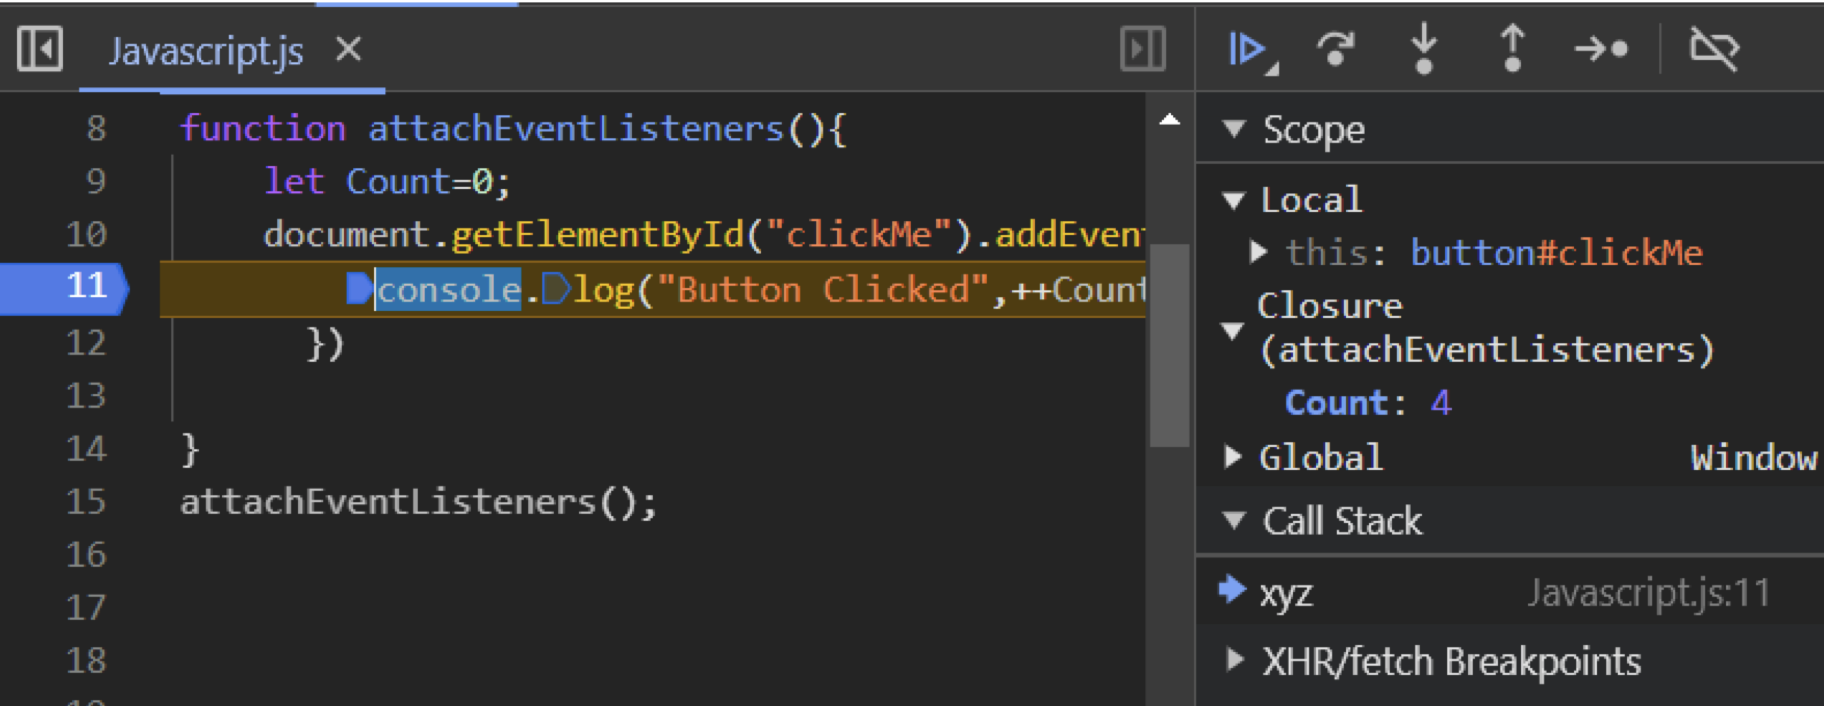 Javascript.js
8 function attachEventListeners(){
9 let Count=0;
10 document.getElementById("clickMe").addEven
11 console.log("Button Clicked",++Count
12 })
13
14 }
15 attachEventListeners();
16
17
18
Scope
Local
this: button#clickMe
Closure
(attachEventListeners)
Count: 4
Global Window
Call Stack
xyz Javascript.js:11
XHR/fetch Breakpoints